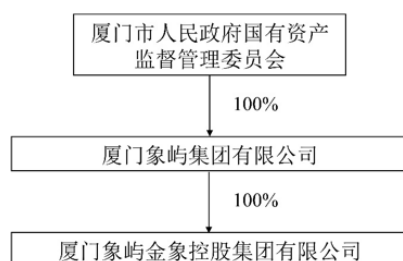 厦门市人民政府国有资产
监督管理委员会
100%
厦门象屿集团有限公司
100%
厦门象屿金象控股集团有限公司